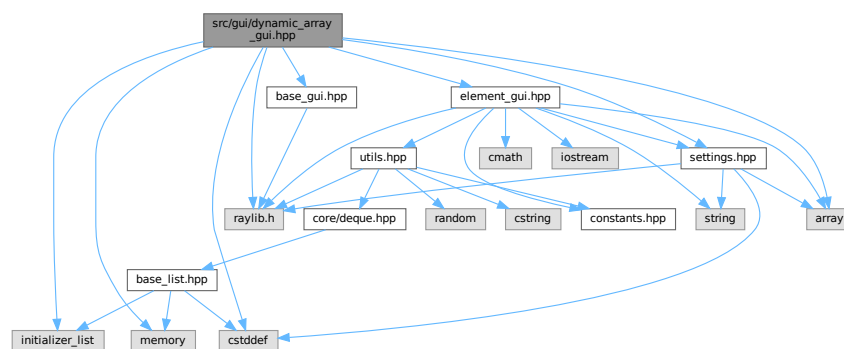 src/gui/dynamic_array
_gui.hpp
base_gui.hpp
element_gui.hpp
utils.hpp
cmath
iostream
settings.hpp
raylib.h
core/deque.hpp
random
cstring
constants.hpp
string
array
base_list.hpp
initializer_list
memory
cstddef